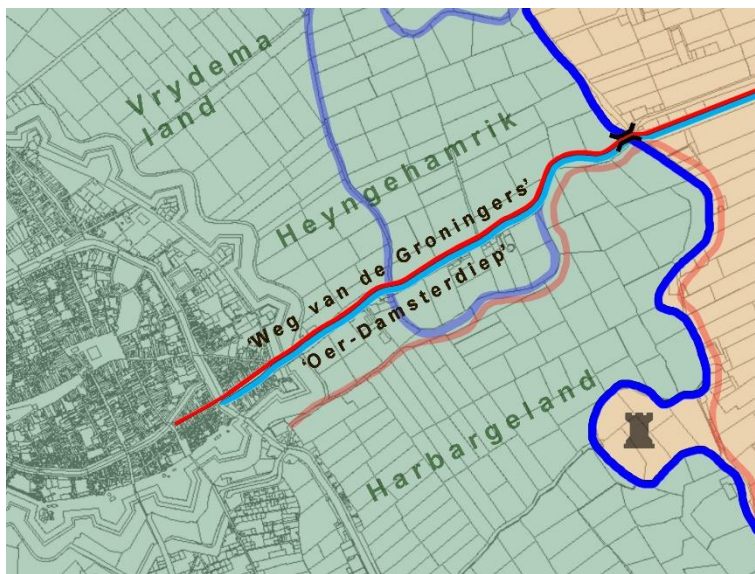 Vrydema
land
Heyngehamrik
'Weg van de Groningers'
'Oer-Damsterdiep'
Harbargeland